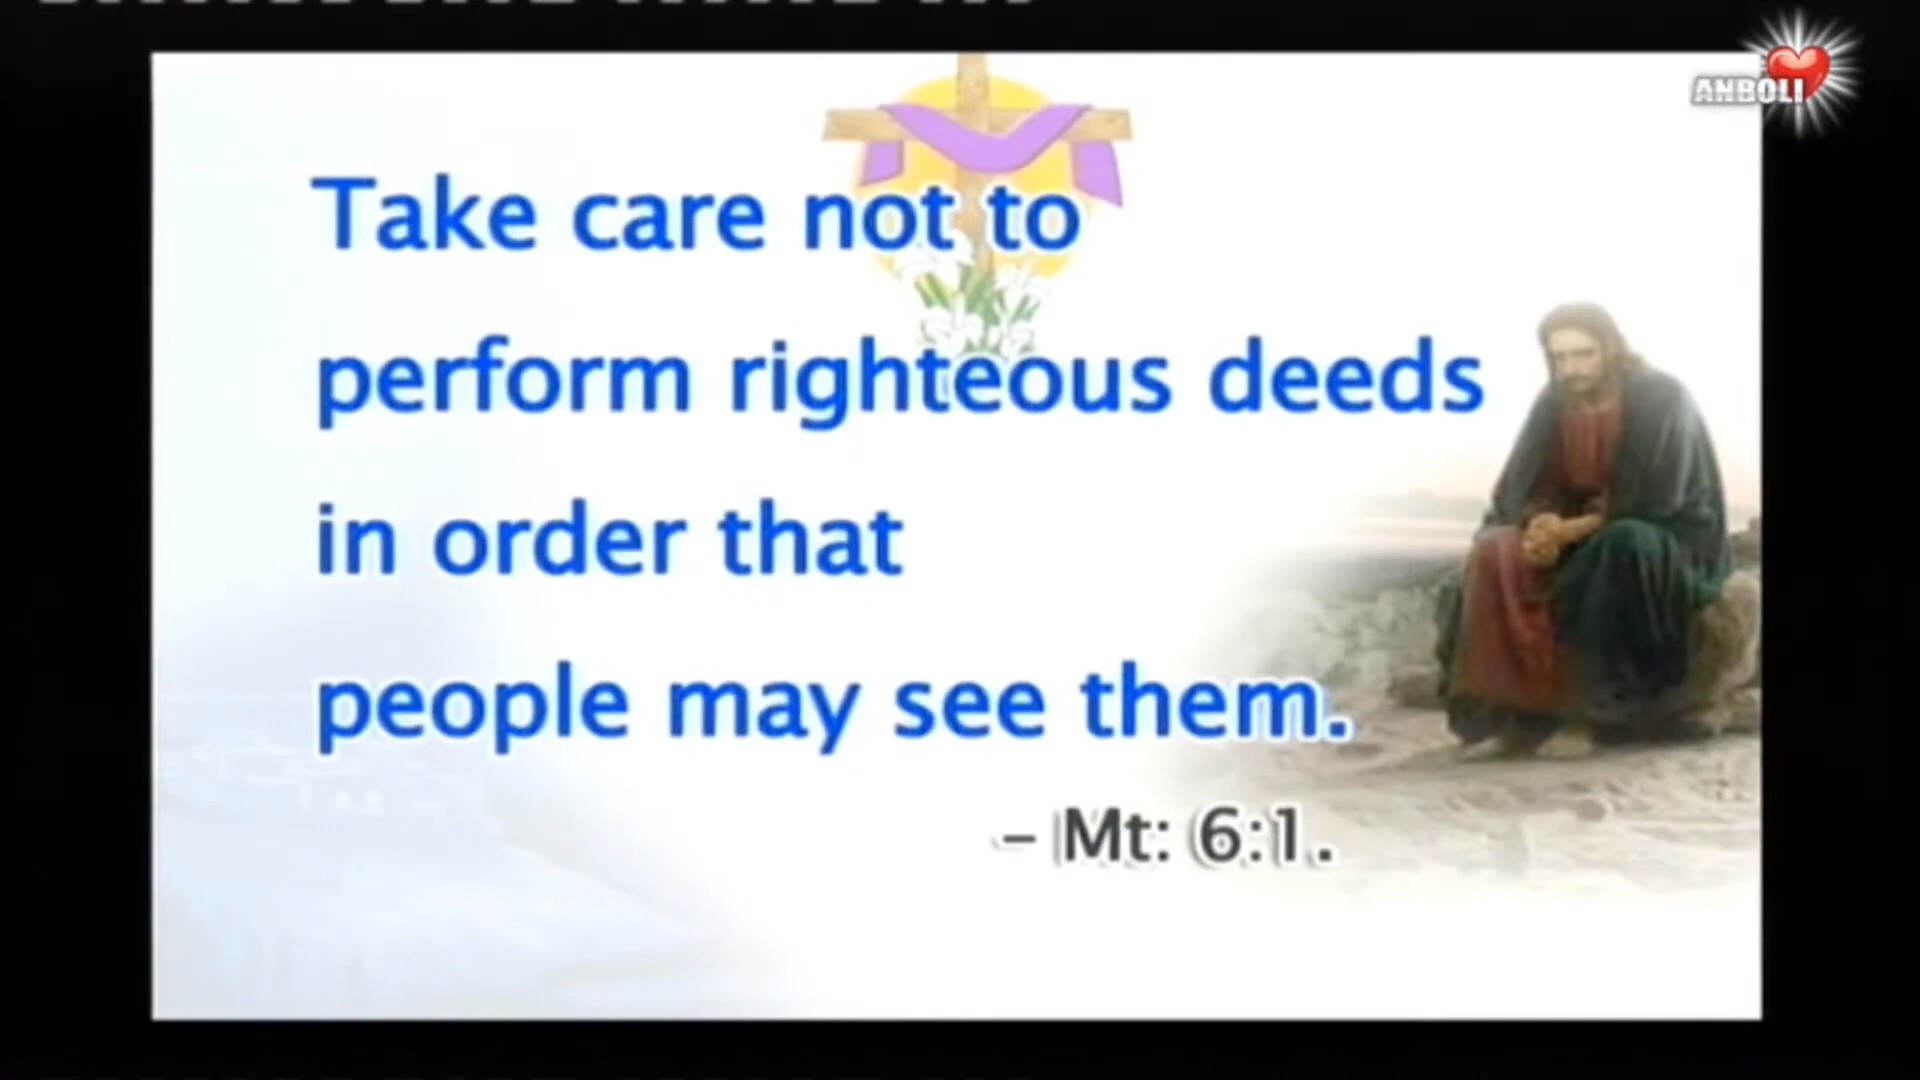 ANBOLI
Take care not to
perform righteous deeds
in order that
people may see them.
– Mt: 6:1.